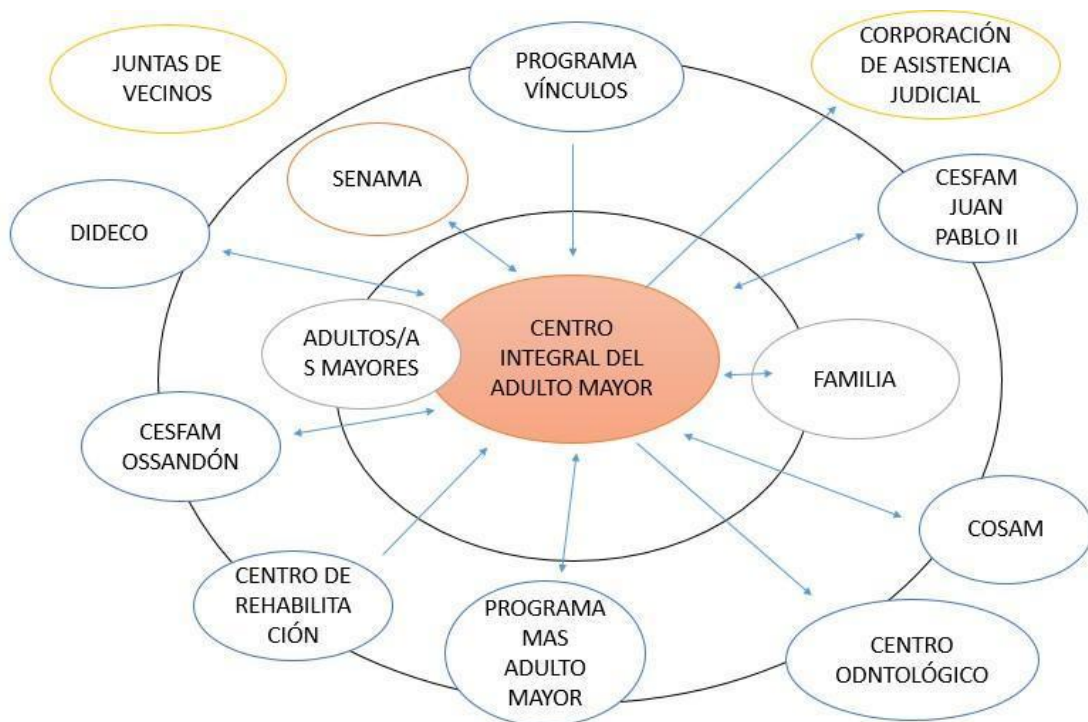 JUNTAS DE
VECINOS
PROGRAMA
VÍNCULOS
CORPORACIÓN
DE ASISTENCIA
JUDICIAL
SENAMA
CESFAM
JUAN
PABLO II
DIDECO
ADULTOS/A
S MAYORES
CENTRO
INTEGRAL DEL
ADULTO MAYOR
FAMILIA
CESFAM
OSSANDÓN
COSAM
CENTRO DE
REHABILITA
CIÓN
PROGRAMA
MAS
ADULTO
MAYOR
CENTRO
ODNTOLÓGICO